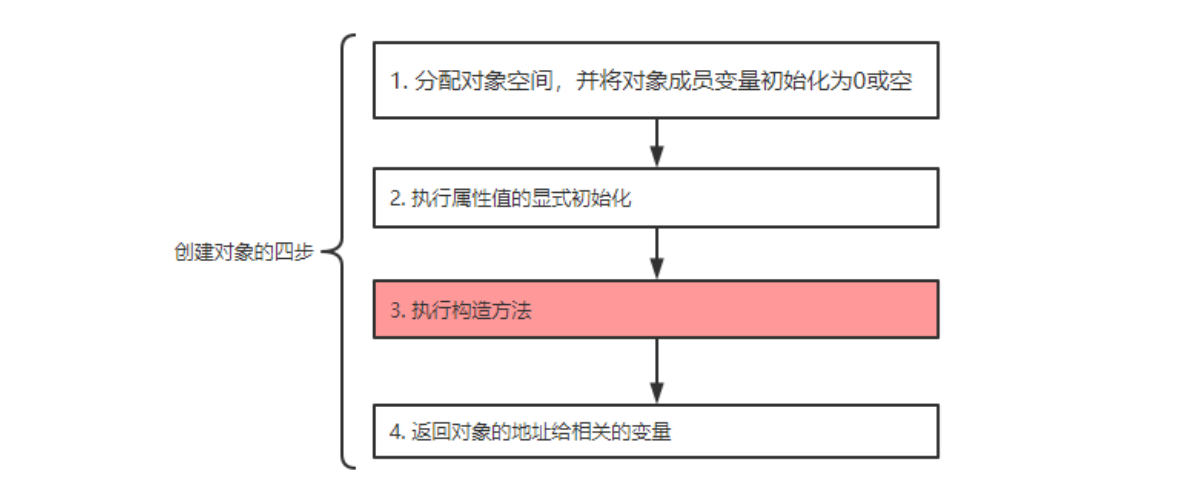 1. 分配对象空间，并将对象成员变量初始化为0或空
2. 执行属性值的显式初始化
创建对象的四步
3. 执行构造方法
4. 返回对象的地址给相关的变量